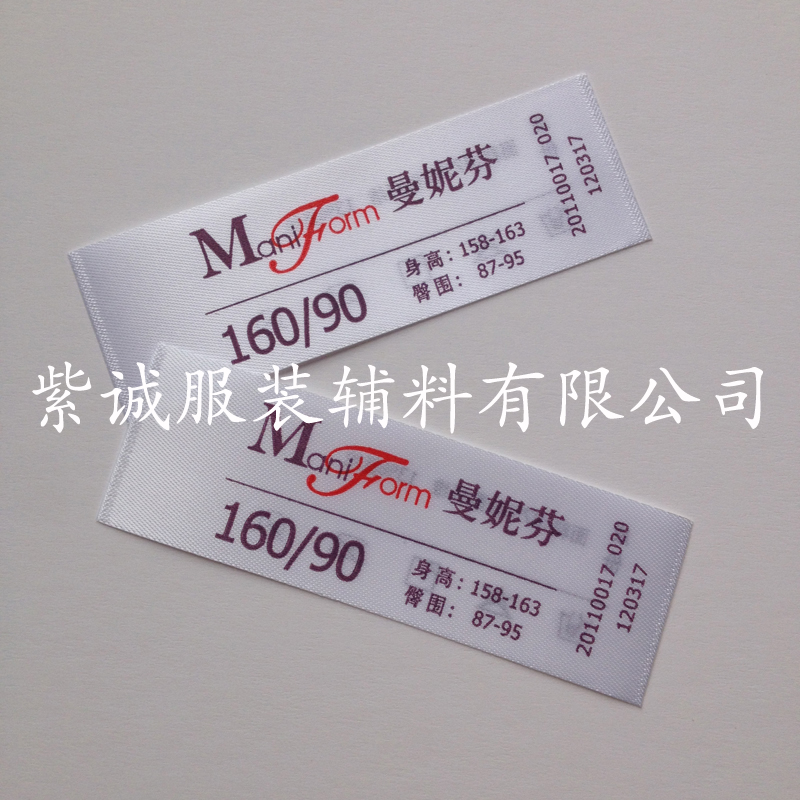 ManiForm 曼妮芬
160/90
身高: 158-163
臀围: 87-95
20110017 020
120317
紫诚服装辅料有限公司
ManiForm 曼妮芬
160/90
身高: 158-163
臀围: 87-95
20110017 020
120317